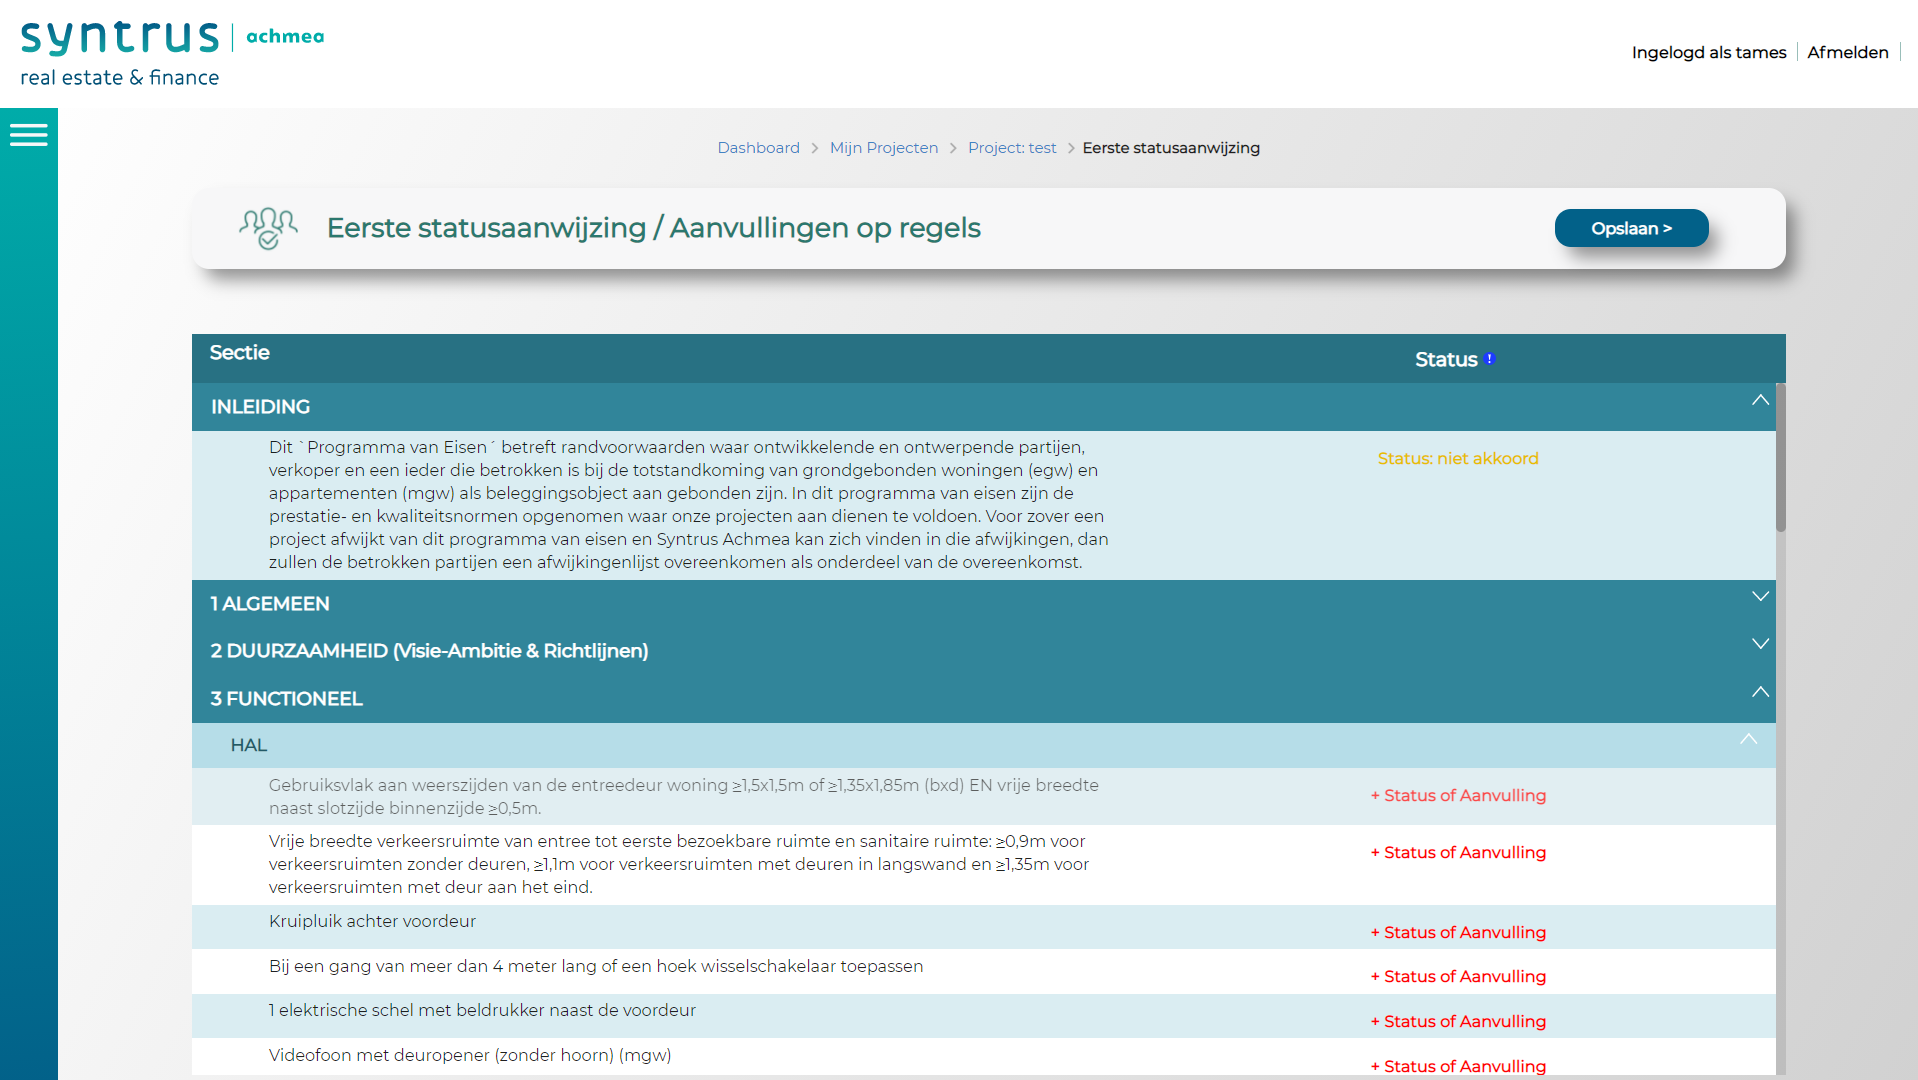 syntrus | achmea
real estate & finance
Ingelogd als tames
Afmelden
Dashboard > Mijn Projecten > Project: test > Eerste statusaanwijzing
Eerste statusaanwijzing / Aanvullingen op regels
Opslaan >
Sectie
Status !
INLEIDING
Dit `Programma van Eisen´ betreft randvoorwaarden waar ontwikkelende en ontwerpende partijen,
verkoper en een ieder die betrokken is bij de totstandkoming van grondgebonden woningen (egw) en
appartementen (mgw) als beleggingsobject aan gebonden zijn. In dit programma van eisen zijn de
prestatie- en kwaliteitsnormen opgenomen waar onze projecten aan dienen te voldoen. Voor zover een
project afwijkt van dit programma van eisen en Syntrus Achmea kan zich vinden in die afwijkingen, dan
zullen de betrokken partijen een afwijkingenlijst overeenkomen als onderdeel van de overeenkomst.
Status: niet akkoord
1 ALGEMEEN
2 DUURZAAMHEID (Visie-Ambitie & Richtlijnen)
3 FUNCTIONEEL
HAL
Gebruiksvlak aan weerszijden van de entreedeur woning ≥1,5x1,5m of ≥1,35x1,85m (bxd) EN vrije breedte
naast slotzijde binnenzijde ≥0,5m.
+ Status of Aanvulling
Vrije breedte verkeersruimte van entree tot eerste bezoekbare ruimte en sanitaire ruimte: ≥0,9m voor
verkeersruimten zonder deuren, ≥1,1m voor verkeersruimten met deuren in langswand en ≥1,35m voor
verkeersruimten met deur aan het eind.
+ Status of Aanvulling
Kruipluik achter voordeur
+ Status of Aanvulling
Bij een gang van meer dan 4 meter lang of een hoek wisselschakelaar toepassen
+ Status of Aanvulling
1 elektrische schel met beldrukker naast de voordeur
+ Status of Aanvulling
Videofoon met deuropener (zonder hoorn) (mgw)
+ Status of Aanvulling